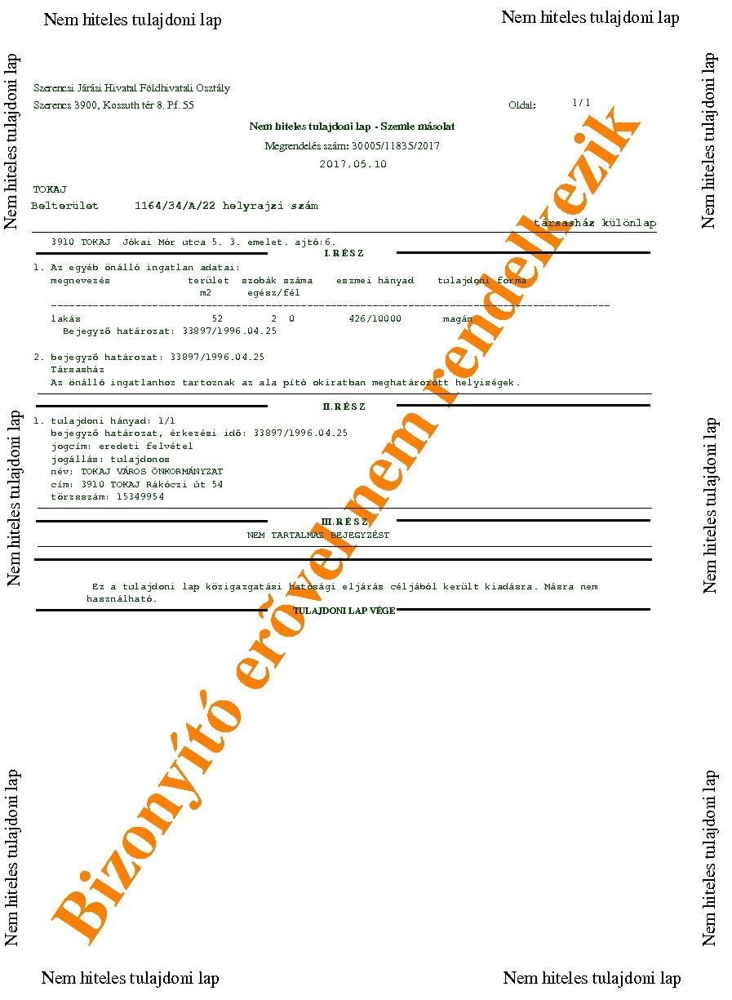 Nem hiteles tulajdoni lap
Nem hiteles tulajdoni lap
Nem hiteles tulajdoni lap
Nem hiteles tulajdoni lap
Szerencsi Járási Hivatal Földhivatali Osztály
Szerencs 3900, Kossuth tér 8. Pf. 55
Oldal: 1 / 1
Nem hiteles tulajdoni lap - Szemle másolat
Megrendelés szám: 30005/11835/2017
2017.05.10
TOKAJ
Belterület 1164/34/A/22 helyrajzi szám
társasház különlap
3910 TOKAJ Jókai Mór utca 5. 3. emelet. ajtó:6.
I. RÉSZ
1. Az egyéb önálló ingatlan adatai:
megnevezés terület szobák száma eszmei hányad tulajdoni forma
m2 egész/fél
lakás 52 2 0 426/10000 magán
Bejegyző határozat: 33897/1996.04.25
2. bejegyző határozat: 33897/1996.04.25
Társasház
Az önálló ingatlanhoz tartoznak az ala pító okiratban meghatározott helyiségek.
II. RÉSZ
1. tulajdoni hányad: 1/1
bejegyző határozat, érkezési idő: 33897/1996.04.25
jogcím: eredeti felvétel
jogállás: tulajdonos
név: TOKAJ VÁROS ÖNKORMÁNYZAT
cím: 3910 TOKAJ Rákóczi út 54
törzsszám: 15349954
III. RÉSZ
NEM TARTALMAZ BEJEGYZÉST
Ez a tulajdoni lap közigazgatási hatósági eljárás céljából került kiadásra. Másra nem
használható.
TULAJDONI LAP VÉGE
Bizonyító erõvel nem rendelkezik
Nem hiteles tulajdoni lap
Nem hiteles tulajdoni lap
Nem hiteles tulajdoni lap
Nem hiteles tulajdoni lap
Nem hiteles tulajdoni lap
Nem hiteles tulajdoni lap